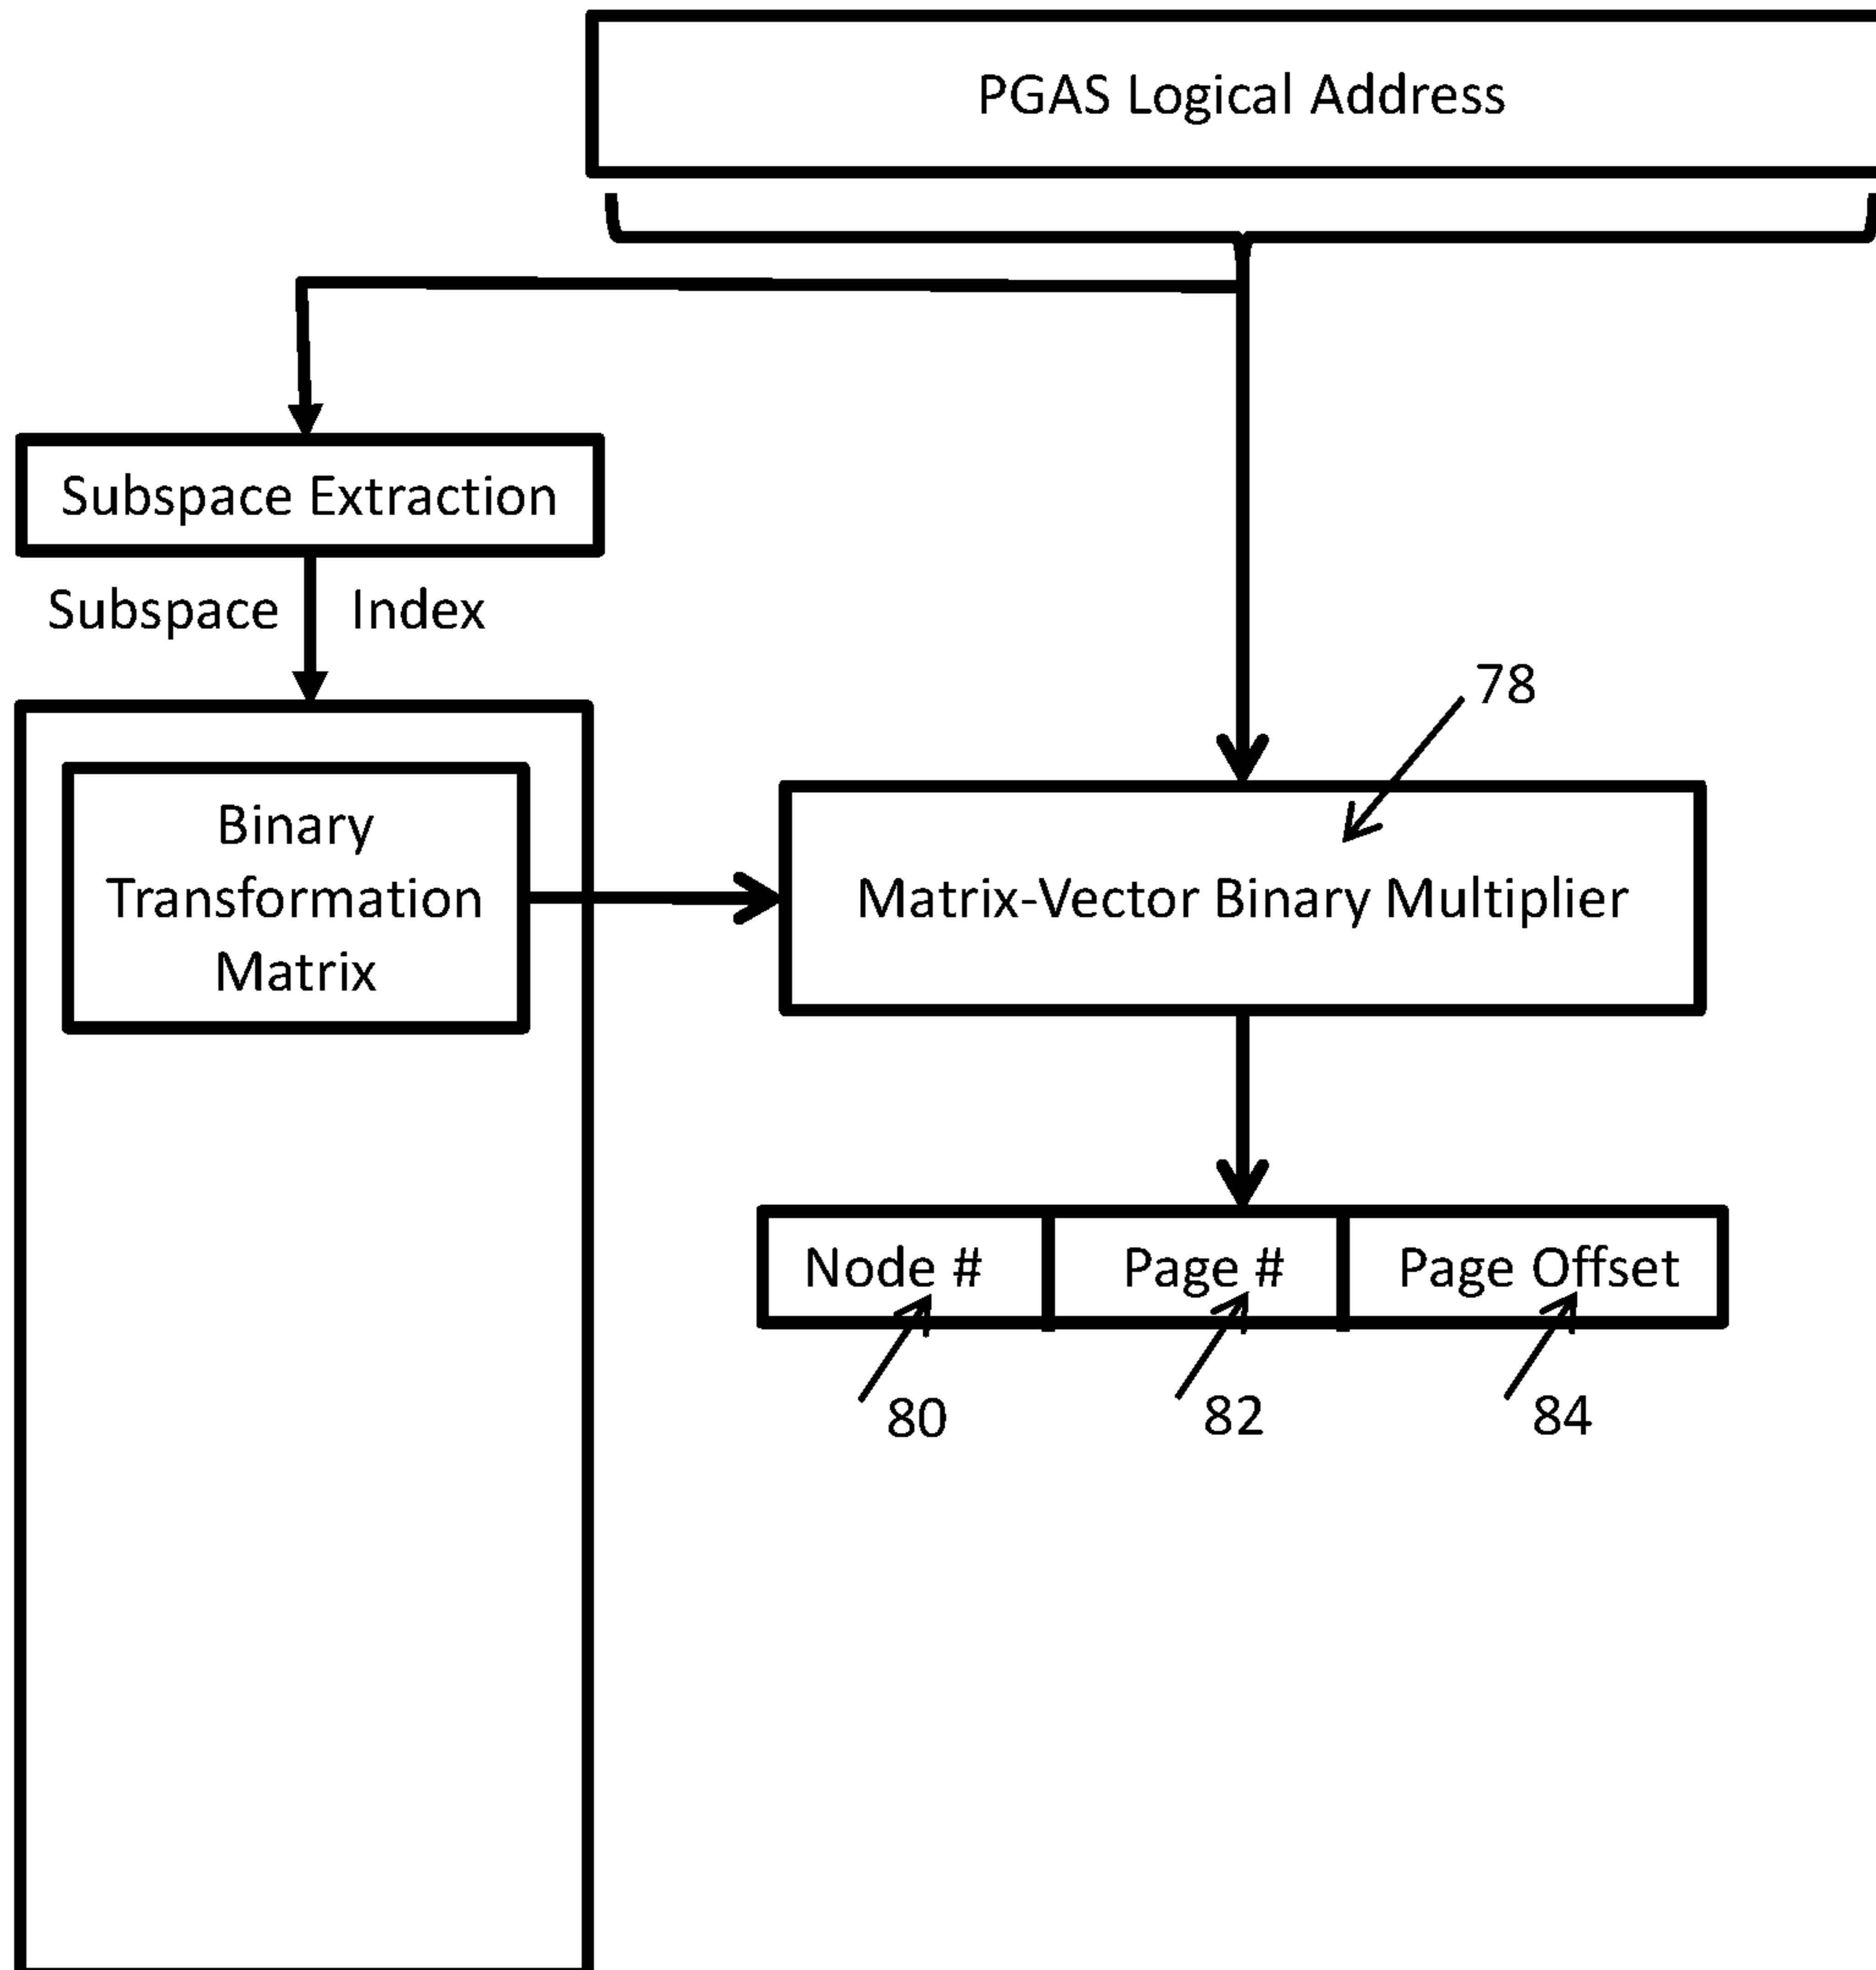 PGAS Logical Address
Subspace Extraction
Subspace Index
78
Binary
Transformation
Matrix
Matrix-Vector Binary Multiplier
Node # Page # Page Offset
80 82 84